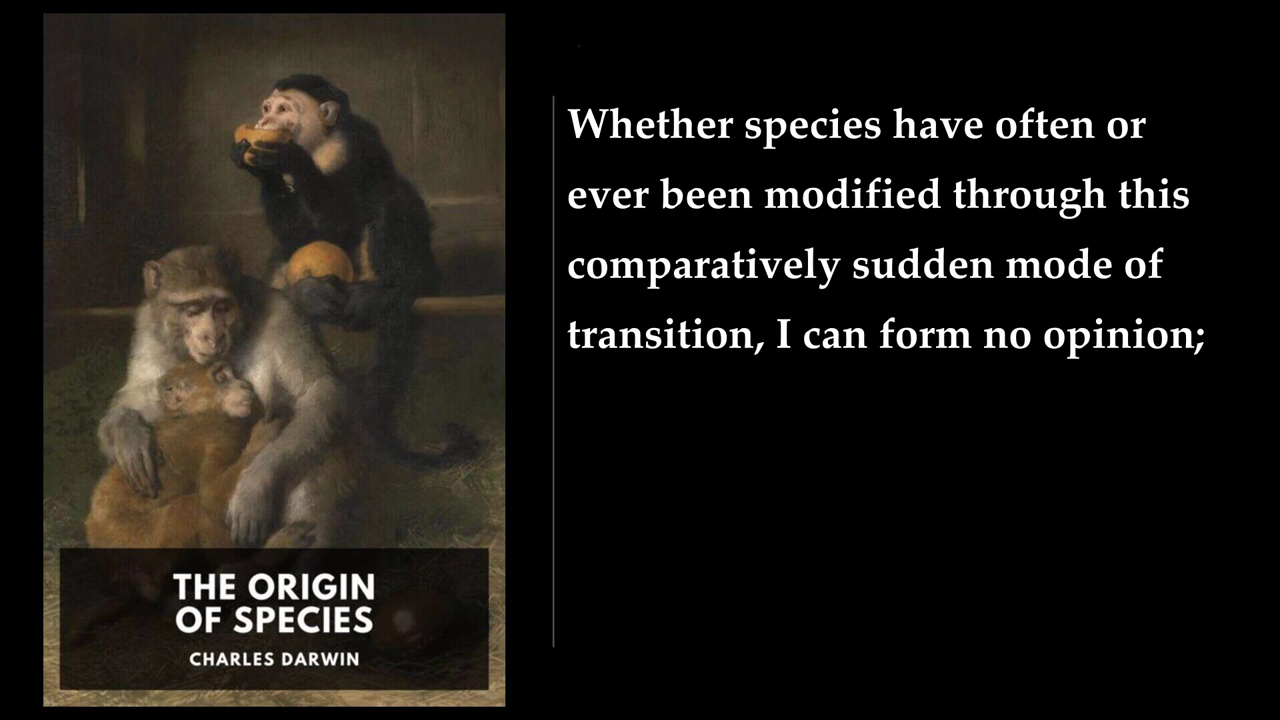 THE ORIGIN
OF SPECIES
CHARLES DARWIN
Whether species have often or
ever been modified through this
comparatively sudden mode of
transition, I can form no opinion;